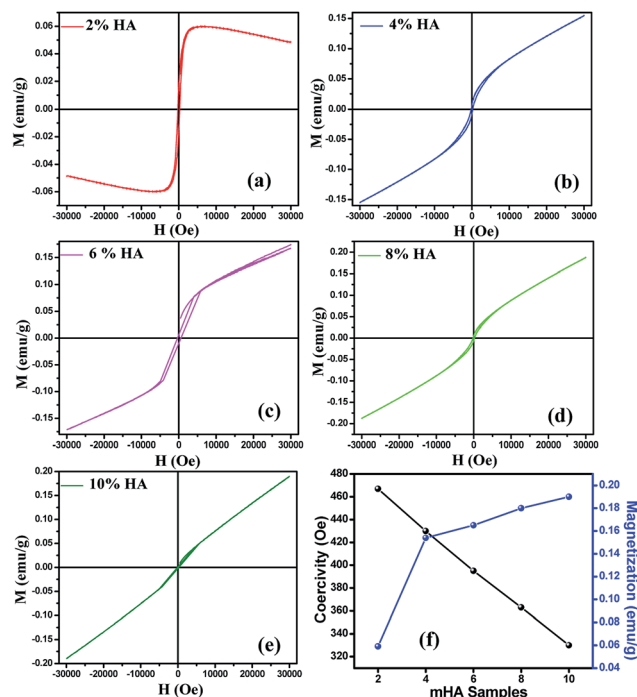 2% HA
M (emu/g)
0.06
0.04
0.02
0.00
-0.02
-0.04
-0.06
(a)
-30000 -20000 -10000 0 10000 20000 30000
H (Oe)
4% HA
M (emu/g)
0.15
0.10
0.05
0.00
-0.05
-0.10
-0.15
(b)
-30000 -20000 -10000 0 10000 20000 30000
H (Oe)
6 % HA
M (emu/g)
0.15
0.10
0.05
0.00
-0.05
-0.10
-0.15
(c)
-30000 -20000 -10000 0 10000 20000 30000
H (Oe)
8% HA
M (emu/g)
0.20
0.15
0.10
0.05
0.00
-0.05
-0.10
-0.15
-0.20
(d)
-30000 -20000 -10000 0 10000 20000 30000
H (Oe)
10% HA
M (emu/g)
0.20
0.15
0.10
0.05
0.00
-0.05
-0.10
-0.15
-0.20
(e)
-30000 -20000 -10000 0 10000 20000 30000
H (Oe)
Coercivity (Oe)
480
460
440
420
400
380
360
340
320
(f)
2 4 6 8 10
mHA Samples
0.20
0.18
0.16
0.14
0.12
0.10
0.08
0.06
0.04
Magnetization (emu/g)